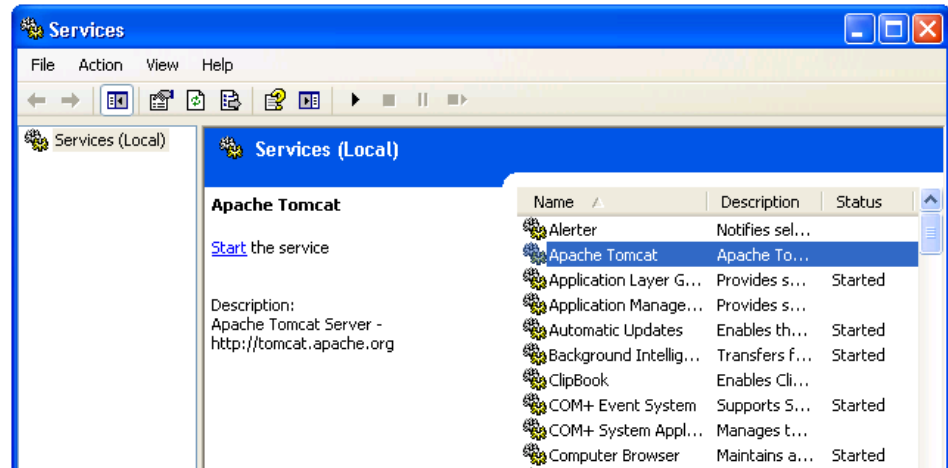 Services
File Action View Help
Services (Local)
Services (Local)
Apache Tomcat
Start the service
Description:
Apache Tomcat Server -
http://tomcat.apache.org
Name Description Status
Alerter Notifies sel...
Apache Tomcat Apache To...
Application Layer G... Provides s... Started
Application Manage... Provides s...
Automatic Updates Enables th... Started
Background Intellig... Transfers f... Started
ClipBook Enables Cli...
COM+ Event System Supports S... Started
COM+ System Appl... Manages t...
Computer Browser Maintains a... Started